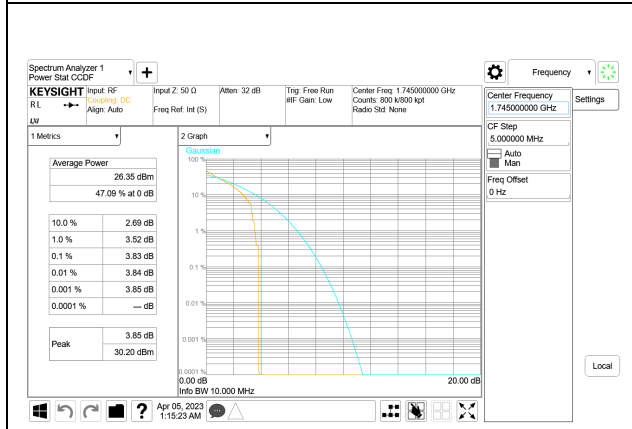 Spectrum Analyzer 1
Power Stat CCDF
Frequency
KEYSIGHT
RL
LXI
Input: RF
Coupling: DC
Align: Auto
Input Z: 50 Ω
Freq Ref: Int (S)
Atten: 32 dB
Trig: Free Run
#IF Gain: Low
Center Freq: 1.745000000 GHz
Counts: 800 k/800 kpt
Radio Std: None
Center Frequency
1.745000000 GHz
Settings
CF Step
5.000000 MHz
Auto
Man
Freq Offset
0 Hz
Local
1 Metrics
Average Power
26.35 dBm
47.09 % at 0 dB
10.0 % 2.69 dB
1.0 % 3.52 dB
0.1 % 3.83 dB
0.01 % 3.84 dB
0.001 % 3.85 dB
0.0001 % --- dB
Peak
3.85 dB
30.20 dBm
2 Graph
Gaussian
100 %
10 %
1 %
0.1 %
0.01 %
0.001 %
0.0001 %
0.00 dB 20.00 dB
Info BW 10.000 MHz
?
Apr 05, 2023
1:15:23 AM